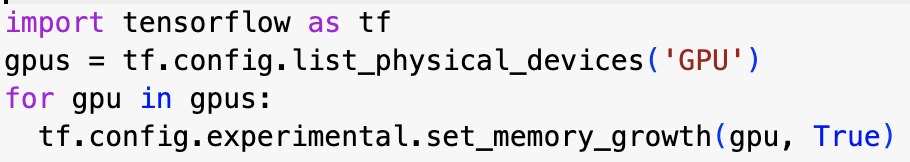 import tensorflow as tf
gpus = tf.config.list_physical_devices('GPU')
for gpu in gpus:
  tf.config.experimental.set_memory_growth(gpu, True)